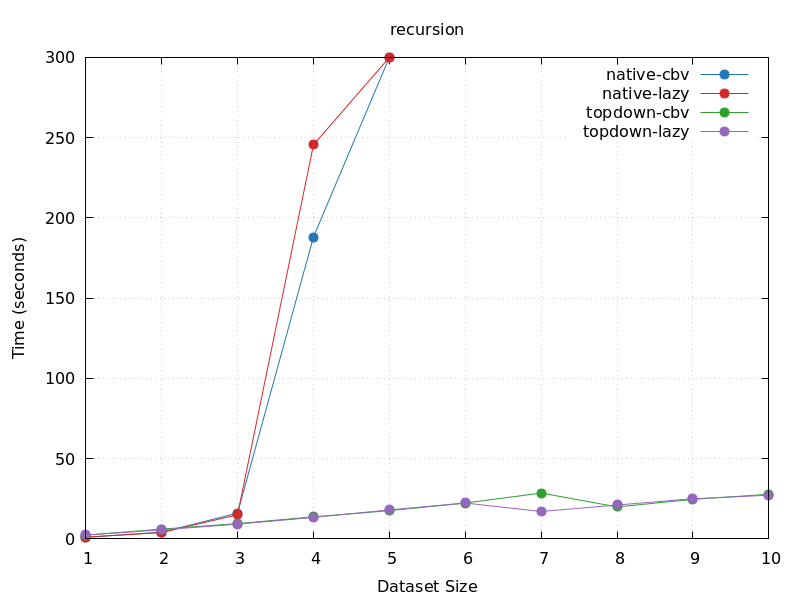 recursion
native-cbv
native-lazy
topdown-cbv
topdown-lazy
Time (seconds)
300
250
200
150
100
50
0
1 2 3 4 5 6 7 8 9 10
Dataset Size